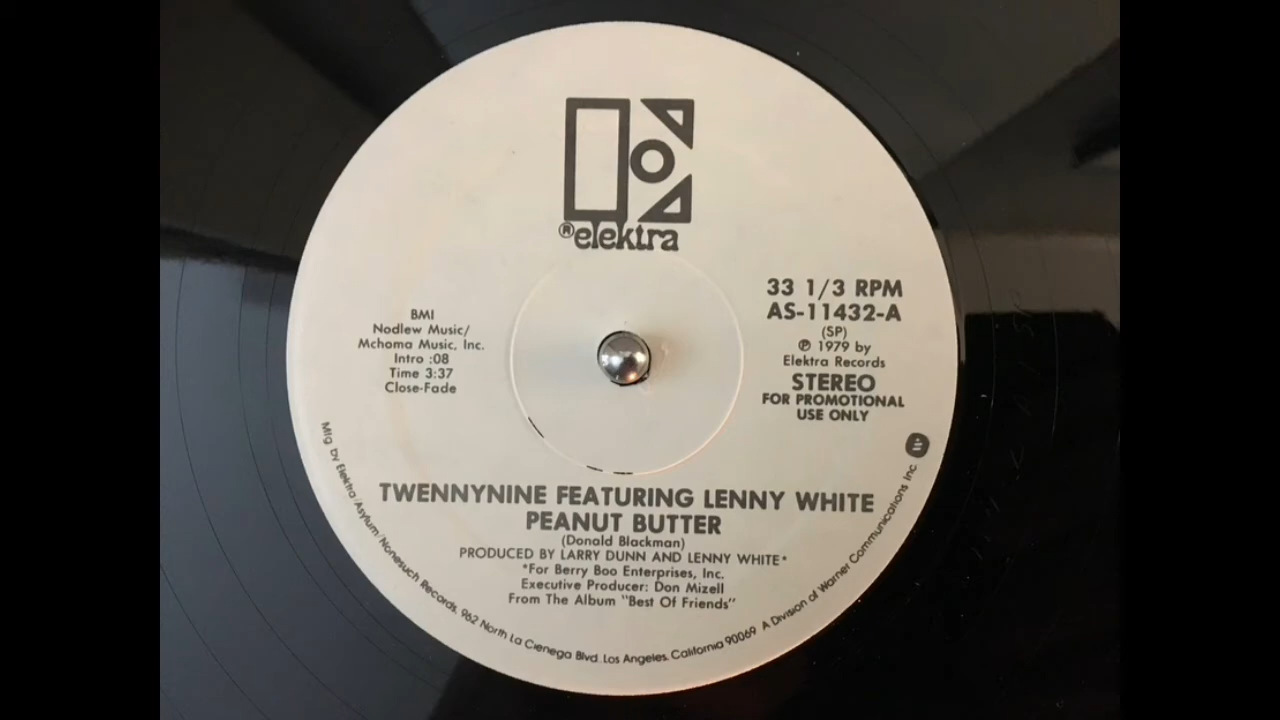 ®elektra
33 1/3 RPM
AS-11432-A
(SP)
℗ 1979 by
Elektra Records
STEREO
FOR PROMOTIONAL
USE ONLY
BMI
Nodlew Music/
Mchoma Music, Inc.
Intro :08
Time 3:37
Close-Fade
TWENNYNINE FEATURING LENNY WHITE
PEANUT BUTTER
(Donald Blackman)
PRODUCED BY LARRY DUNN AND LENNY WHITE*
*For Berry Boo Enterprises, Inc.
Executive Producer: Don Mizell
From The Album "Best Of Friends"
Mfg by Elektra/Asylum/Nonesuch Records, 962 North La Cienega Blvd. Los Angeles, California 90069 A Division of Warner Communications Inc